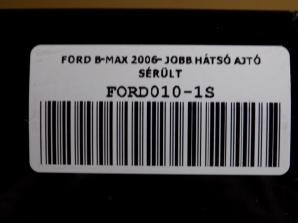 FORD B-MAX 2006- JOBB HÁTSÓ AJTÓ
SÉRÜLT
FORD010-1S